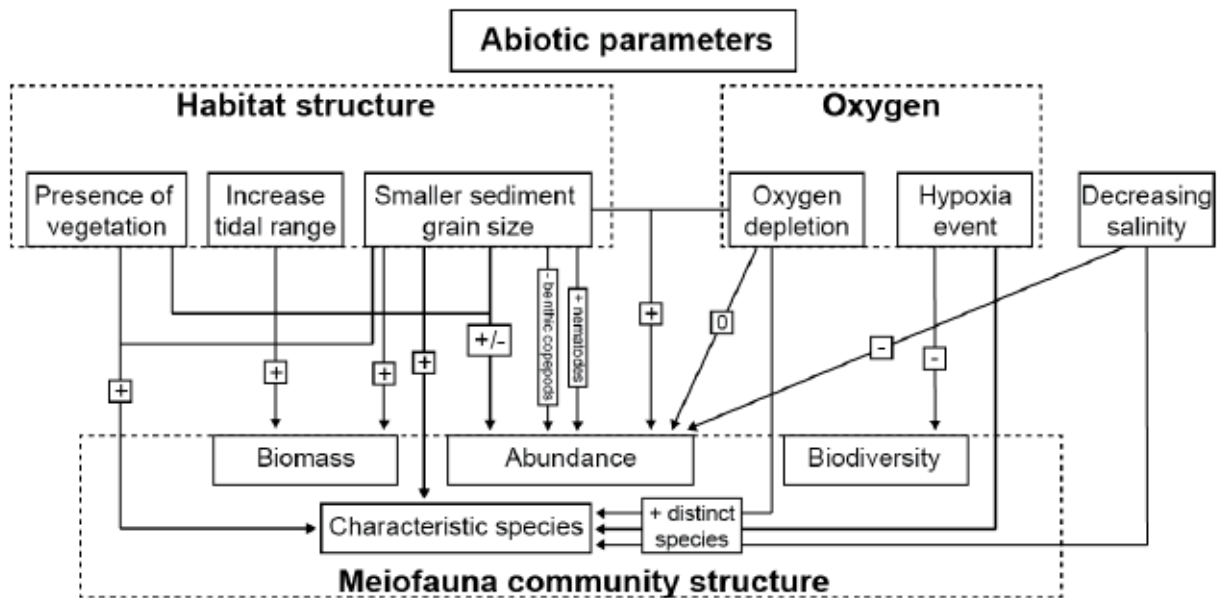 Abiotic parameters
Habitat structure
Oxygen
Presence of
vegetation
Increase
tidal range
Smaller sediment
grain size
Oxygen
depletion
Hypoxia
event
Decreasing
salinity
+
+
+
+
+/-
- benthic copepods
+ nematodes
+
0
-
-
Biomass
Abundance
Biodiversity
Characteristic species
+ distinct
species
Meiofauna community structure